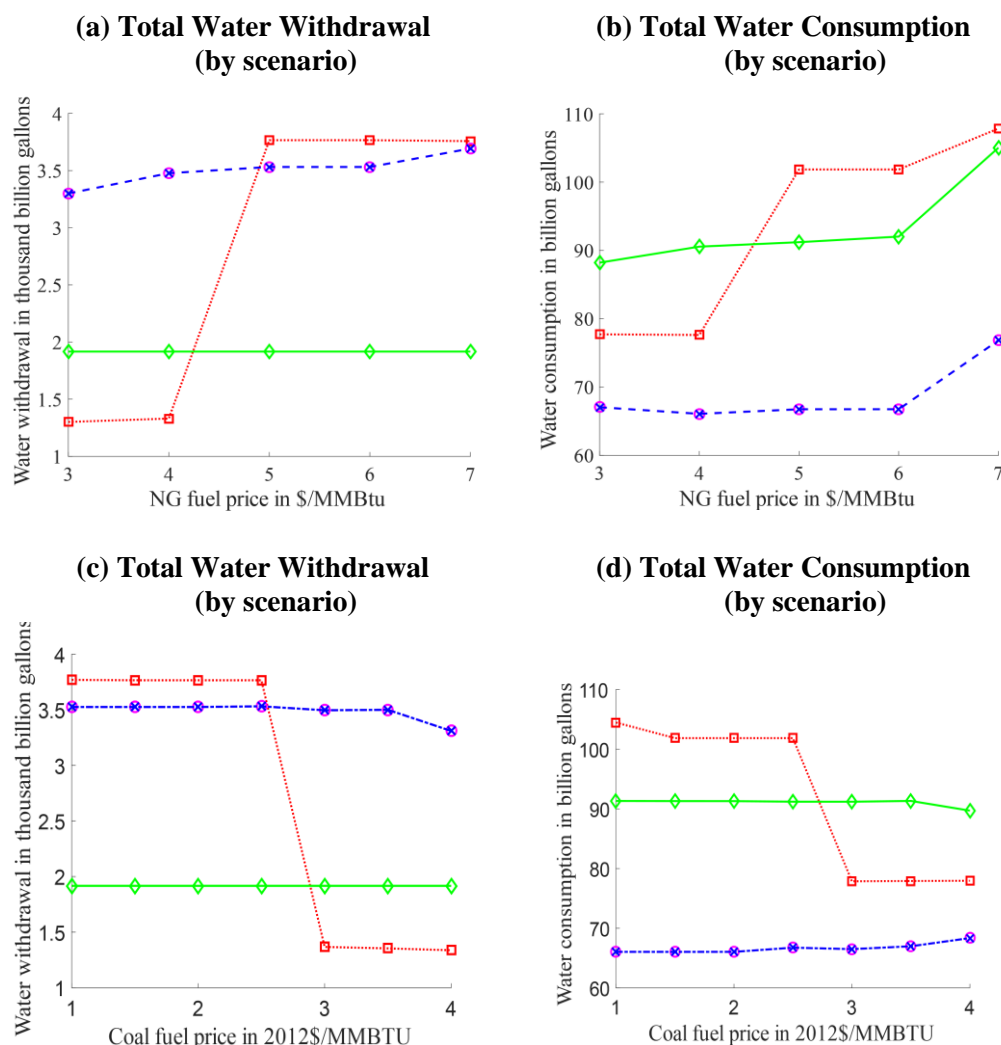 (a) Total Water Withdrawal
(by scenario)
(b) Total Water Consumption
(by scenario)
Water withdrawal in thousand billion gallons
4
3.5
3
2.5
2
1.5
1
3
4
5
6
7
NG fuel price in $/MMBtu
Water consumption in billion gallons
110
100
90
80
70
60
3
4
5
6
7
NG fuel price in $/MMBtu
(c) Total Water Withdrawal
(by scenario)
(d) Total Water Consumption
(by scenario)
Water withdrawal in thousand billion gallons
4
3.5
3
2.5
2
1.5
1
1
2
3
4
Coal fuel price in 2012$/MMBTU
Water consumption in billion gallons
110
100
90
80
70
60
1
2
3
4
Coal fuel price in 2012$/MMBTU